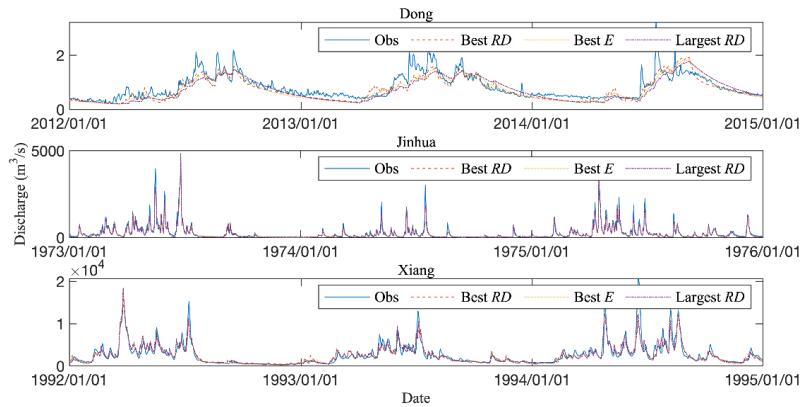 Dong
Obs Best RD Best E Largest RD
2
0
2012/01/01 2013/01/01 2014/01/01 2015/01/01
Jinhua
5000
Obs Best RD Best E Largest RD
Discharge (m³/s)
0
1973/01/01 1974/01/01 1975/01/01 1976/01/01
×10⁴ Xiang
2
Obs Best RD Best E Largest RD
1
0
1992/01/01 1993/01/01 1994/01/01 1995/01/01
Date